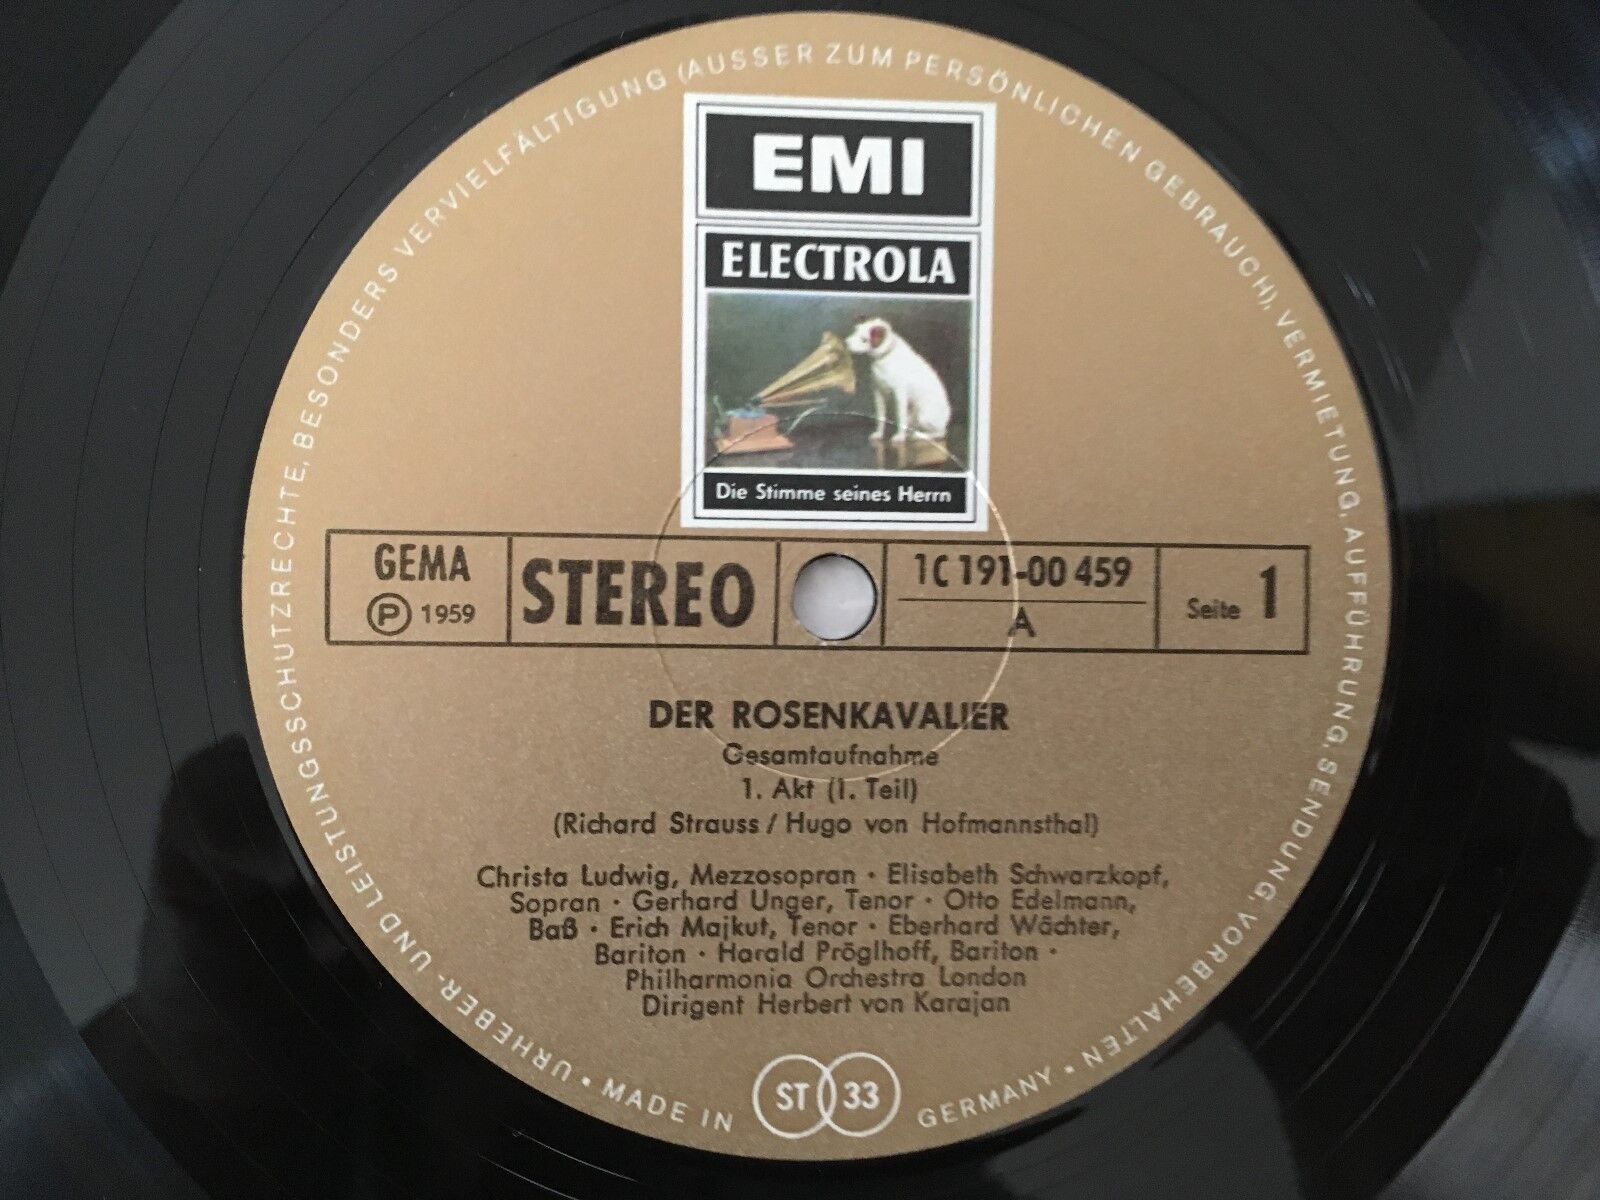 URHEBER- UND LEISTUNGSSCHUTZRECHTE, BESONDERS VERVIELFÄLTIGUNG (AUSSER ZUM PERSÖNLICHEN GEBRAUCH), VERMIETUNG, AUFFÜHRUNG, SENDUNG, VORBEHALTEN •
EMI
ELECTROLA
Die Stimme seines Herrn
GEMA
Ⓟ 1959
STEREO
1C 191-00 459
A
Seite 1
DER ROSENKAVALIER
Gesamtaufnahme
1. Akt (1. Teil)
(Richard Strauss / Hugo von Hofmannsthal)
Christa Ludwig, Mezzosopran · Elisabeth Schwarzkopf,
Sopran · Gerhard Unger, Tenor · Otto Edelmann,
Baß · Erich Majkut, Tenor · Eberhard Wächter,
Bariton · Harald Pröglhoff, Bariton ·
Philharmonia Orchestra London
Dirigent Herbert von Karajan
• MADE IN GERMANY
ST 33